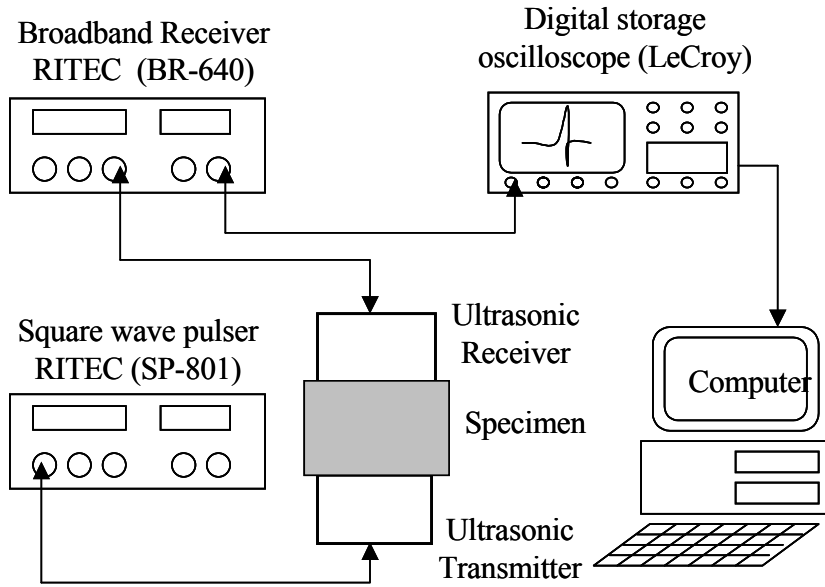 Broadband Receiver
RITEC (BR-640)
Digital storage
oscilloscope (LeCroy)
Square wave pulser
RITEC (SP-801)
Ultrasonic
Receiver
Specimen
Computer
Ultrasonic
Transmitter